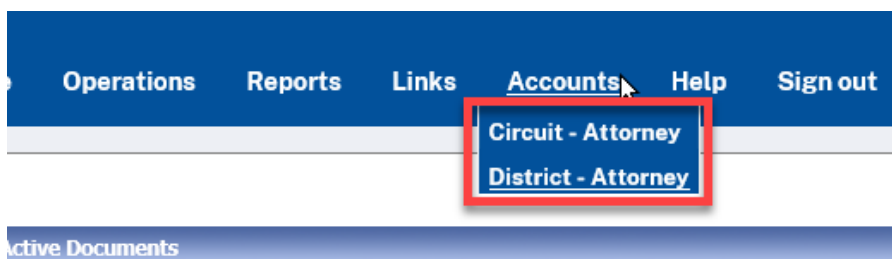 Operations Reports Links Accounts Help Sign out
Circuit - Attorney
District - Attorney
Active Documents